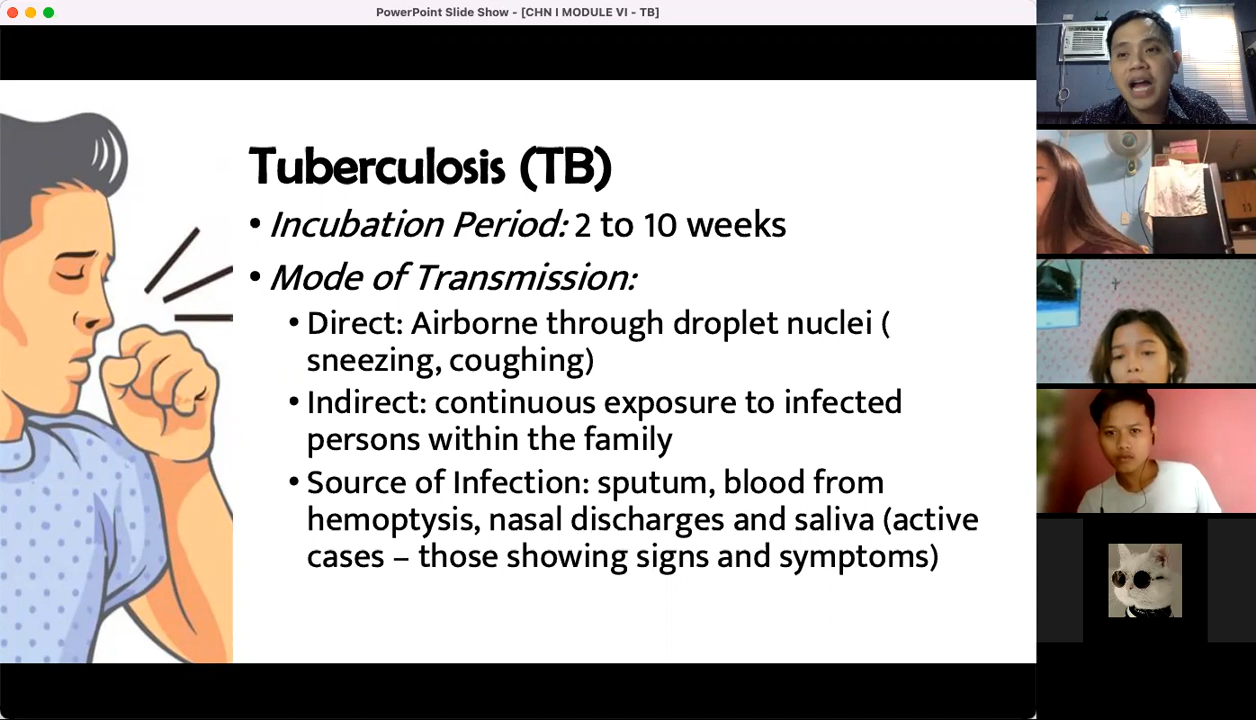 PowerPoint Slide Show - [CHN I MODULE VI - TB]
Tuberculosis (TB)
• Incubation Period: 2 to 10 weeks
• Mode of Transmission:
• Direct: Airborne through droplet nuclei (
sneezing, coughing)
• Indirect: continuous exposure to infected
persons within the family
• Source of Infection: sputum, blood from
hemoptysis, nasal discharges and saliva (active
cases – those showing signs and symptoms)